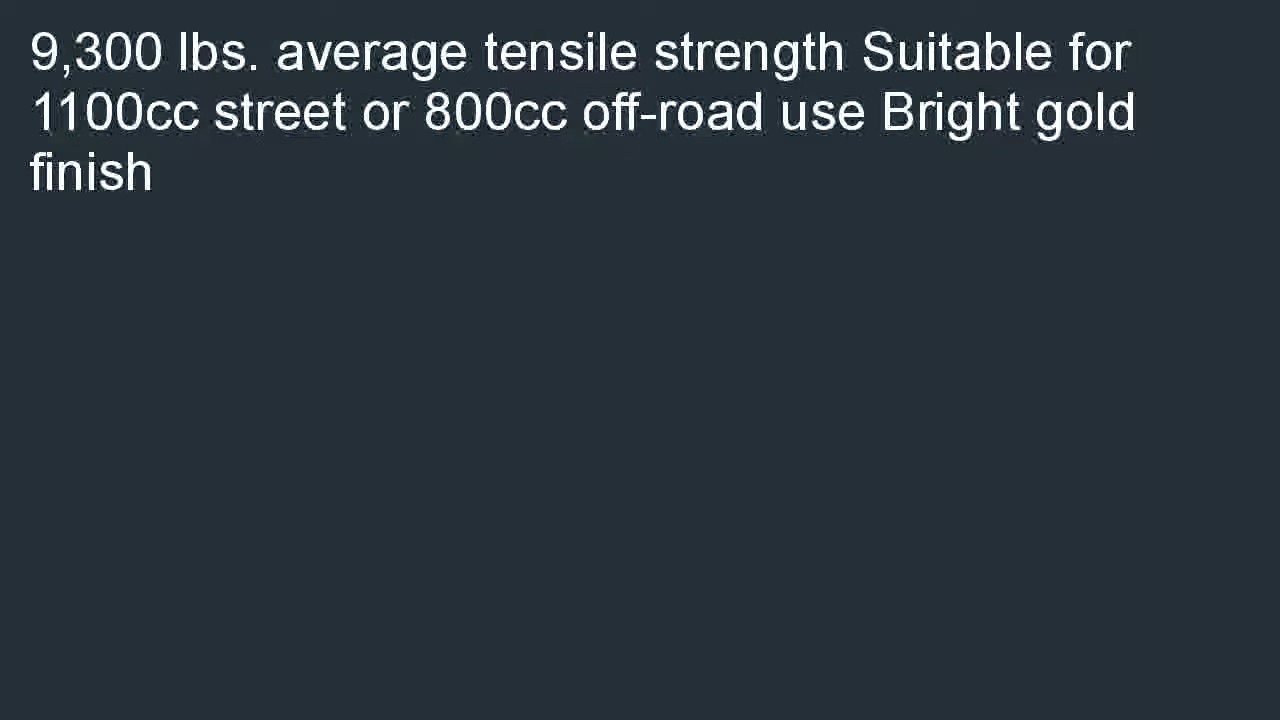 9,300 lbs. average tensile strength Suitable for
1100cc street or 800cc off-road use Bright gold
finish